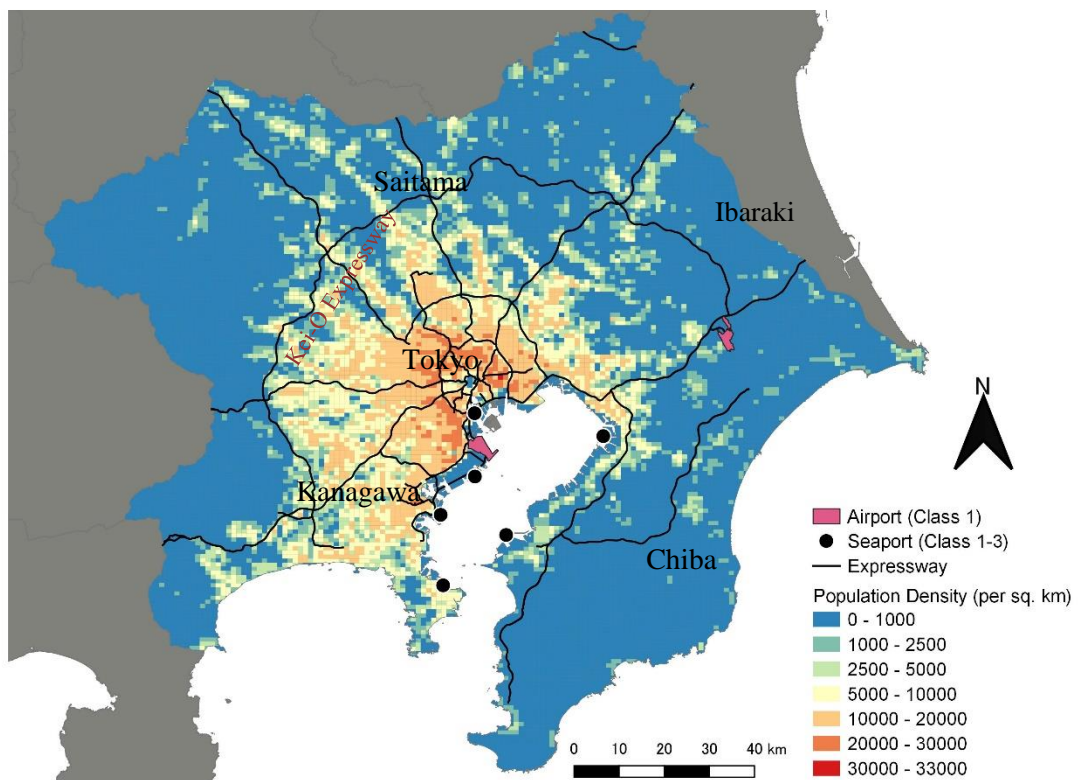 Saitama
Ibaraki
Ken-O Expressway
Tokyo
Kanagawa
Chiba
N
Airport (Class 1)
Seaport (Class 1-3)
Expressway
Population Density (per sq. km)
0 - 1000
1000 - 2500
2500 - 5000
5000 - 10000
10000 - 20000
20000 - 30000
30000 - 33000
0 10 20 30 40 km